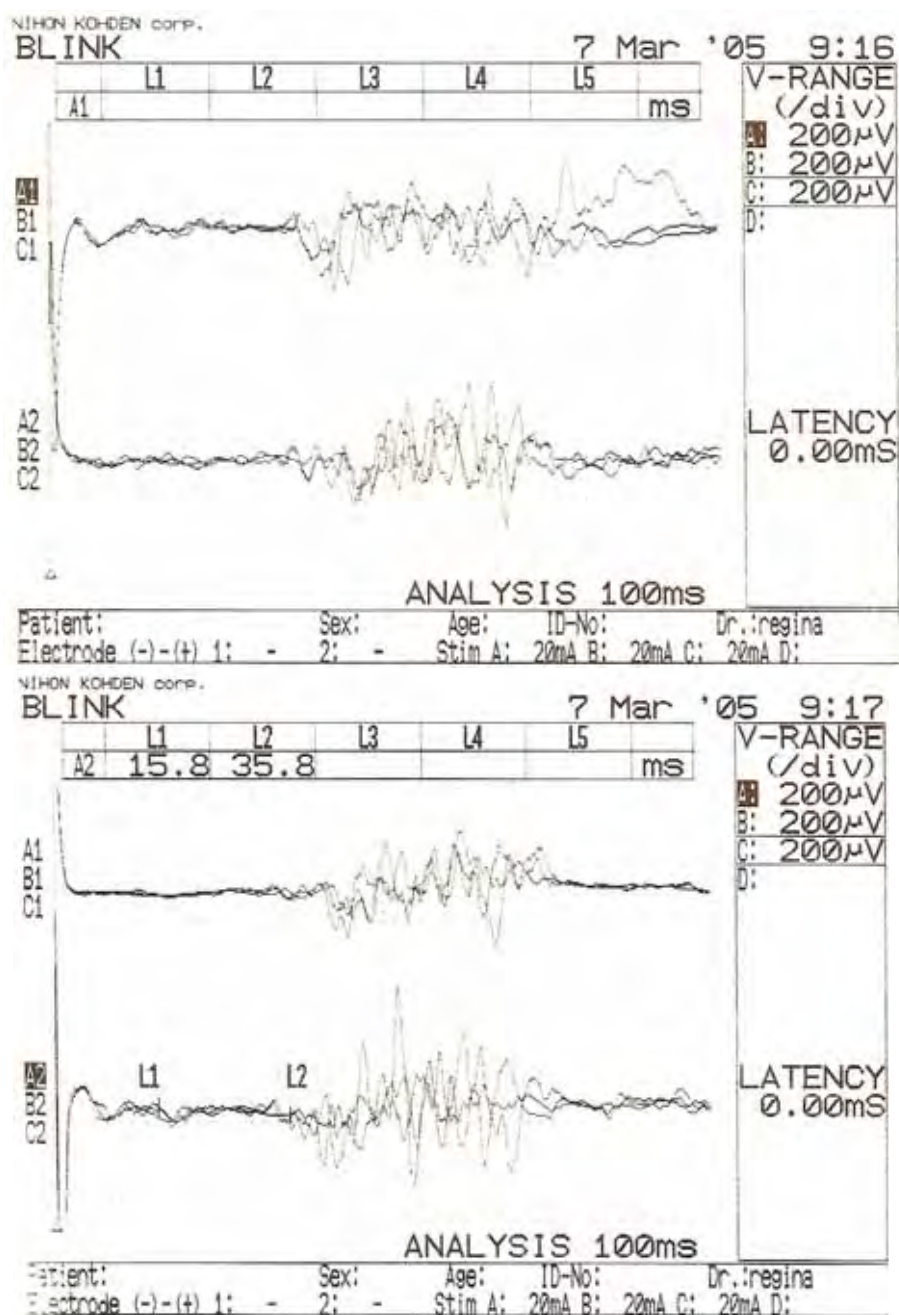 NIHON KOHDEN corp.
BLINK 7 Mar '05 9:16
L1 L2 L3 L4 L5 V-RANGE
A1 ms (/div)
A: 200μV
B: 200μV
C: 200μV
D:
A1
B1
C1
A2
B2
C2
LATENCY
0.00mS
ANALYSIS 100ms
Patient: Sex: Age: ID-No: Dr.:regina
Electrode (-)-(+) 1: - 2: - Stim A: 20mA B: 20mA C: 20mA D:
NIHON KOHDEN corp.
BLINK 7 Mar '05 9:17
L1 L2 L3 L4 L5 V-RANGE
A2 15.8 35.8 ms (/div)
A: 200μV
B: 200μV
C: 200μV
D:
A1
B1
C1
L1 L2
A2
B2
C2
LATENCY
0.00mS
ANALYSIS 100ms
Patient: Sex: Age: ID-No: Dr.:regina
Electrode (-)-(+) 1: - 2: - Stim A: 20mA B: 20mA C: 20mA D: